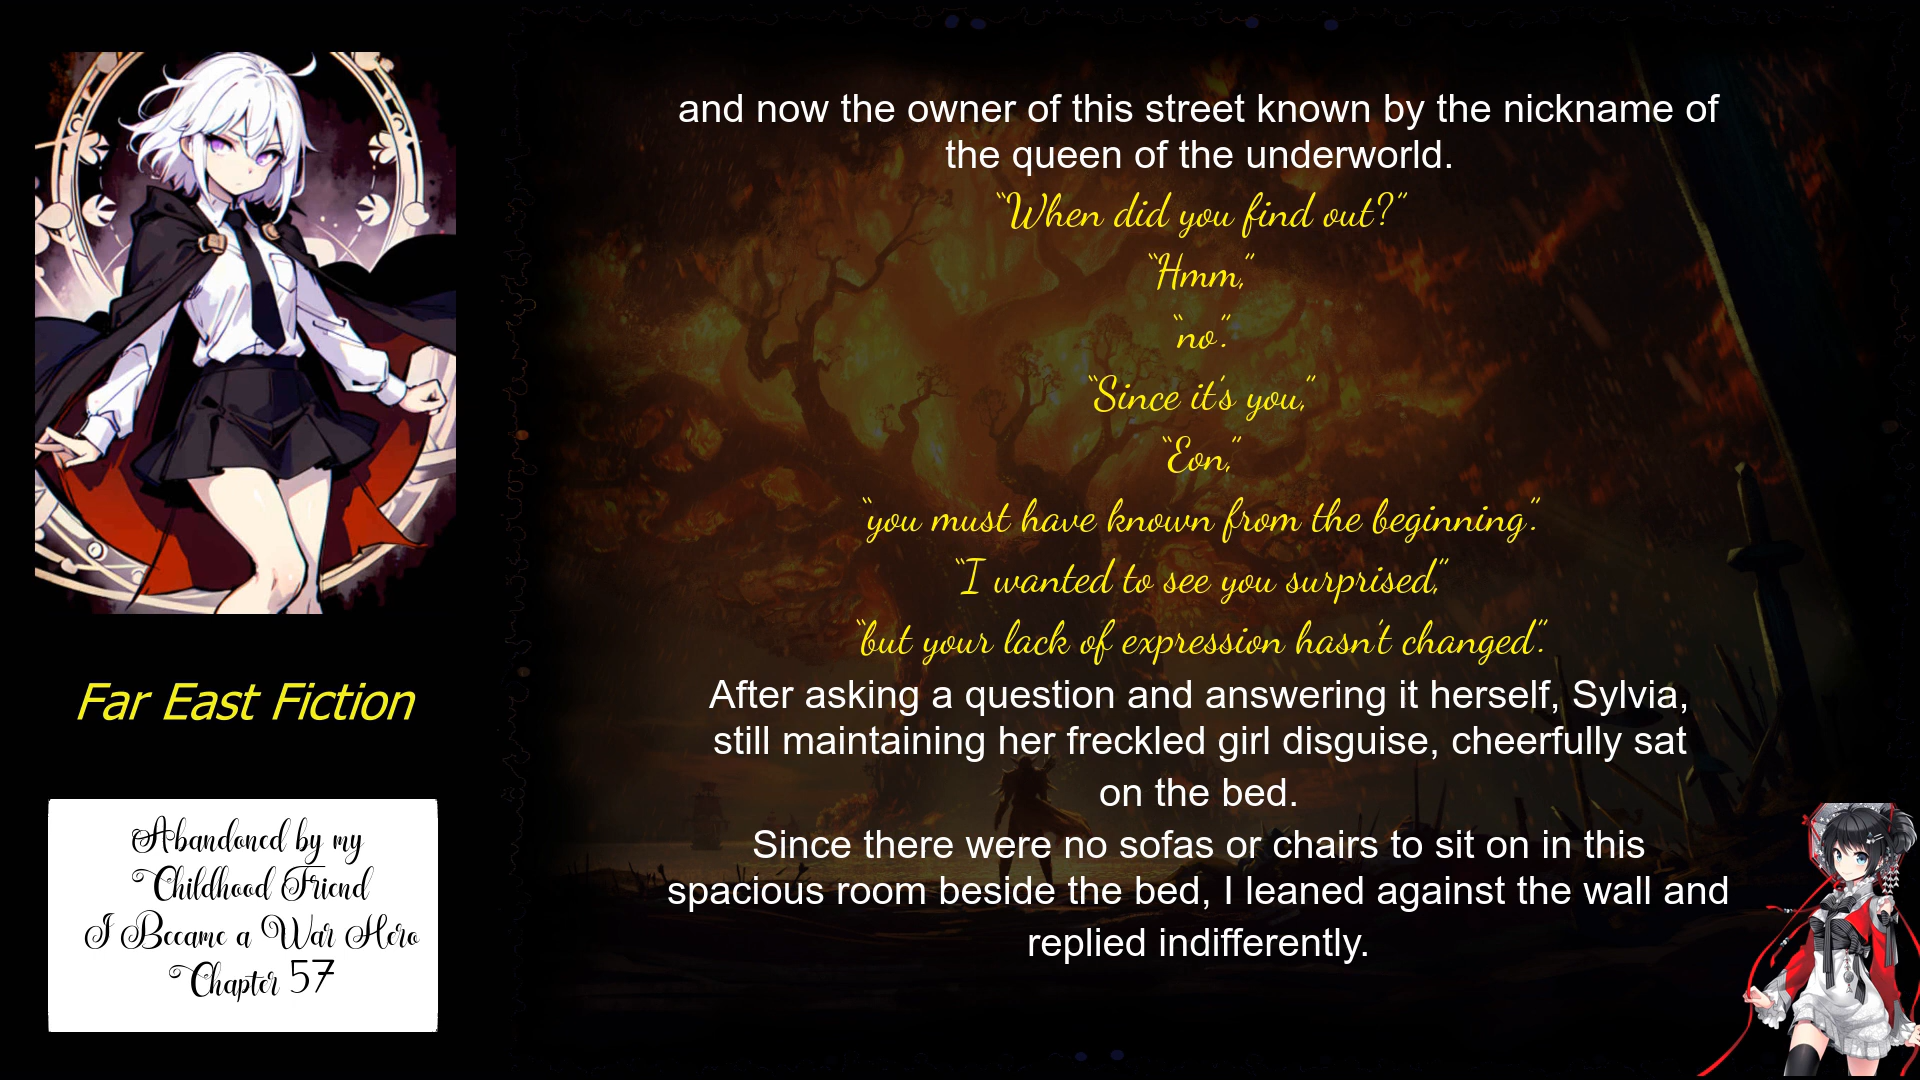 and now the owner of this street known by the nickname of
the queen of the underworld.
“When did you find out?”
“Hmm,”
“no”.
“Since it's you,”
“Eon,”
“you must have known from the beginning”.
“I wanted to see you surprised,”
“but your lack of expression hasn't changed”.
After asking a question and answering it herself, Sylvia,
still maintaining her freckled girl disguise, cheerfully sat
on the bed.
Since there were no sofas or chairs to sit on in this
spacious room beside the bed, I leaned against the wall and
replied indifferently.
Far East Fiction
Abandoned by my
Childhood Friend
I Became a War Hero
Chapter 57